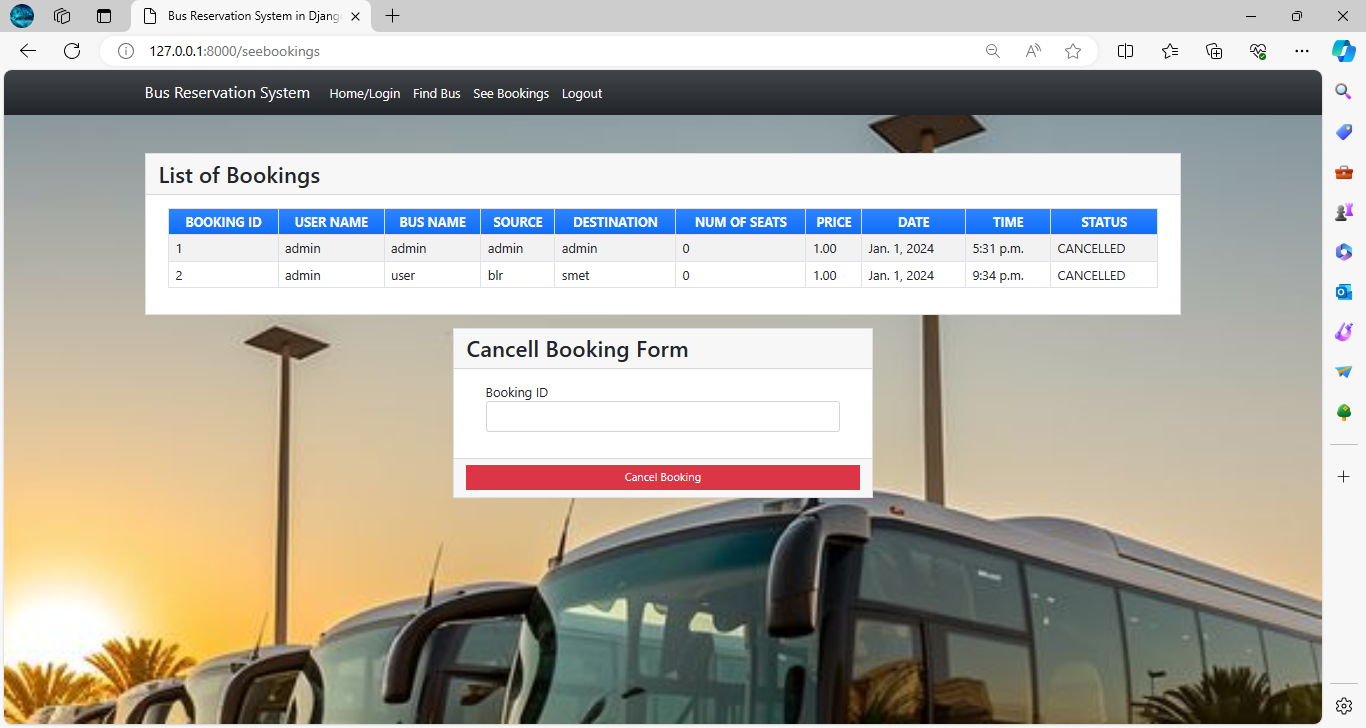 Bus Reservation System in Djang
127.0.0.1:8000/seebookings
Bus Reservation System Home/Login Find Bus See Bookings Logout
List of Bookings
BOOKING ID USER NAME BUS NAME SOURCE DESTINATION NUM OF SEATS PRICE DATE TIME STATUS
1 admin admin admin admin 0 1.00 Jan. 1, 2024 5:31 p.m. CANCELLED
2 admin user blr smet 0 1.00 Jan. 1, 2024 9:34 p.m. CANCELLED
Cancell Booking Form
Booking ID
Cancel Booking